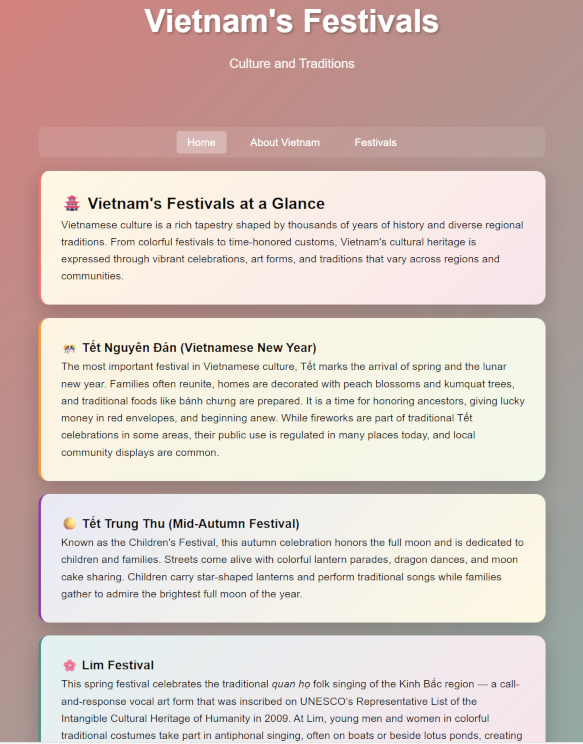 Vietnam's Festivals
Culture and Traditions
Home About Vietnam Festivals
Vietnam's Festivals at a Glance
Vietnamese culture is a rich tapestry shaped by thousands of years of history and diverse regional
traditions. From colorful festivals to time-honored customs, Vietnam's cultural heritage is
expressed through vibrant celebrations, art forms, and traditions that vary across regions and
communities.
Tết Nguyên Đán (Vietnamese New Year)
The most important festival in Vietnamese culture, Tết marks the arrival of spring and the lunar
new year. Families often reunite, homes are decorated with peach blossoms and kumquat trees,
and traditional foods like bánh chưng are prepared. It is a time for honoring ancestors, giving lucky
money in red envelopes, and beginning anew. While fireworks are part of traditional Tết
celebrations in some areas, their public use is regulated in many places today, and local
community displays are common.
Tết Trung Thu (Mid-Autumn Festival)
Known as the Children's Festival, this autumn celebration honors the full moon and is dedicated to
children and families. Streets come alive with colorful lantern parades, dragon dances, and moon
cake sharing. Children carry star-shaped lanterns and perform traditional songs while families
gather to admire the brightest full moon of the year.
Lim Festival
This spring festival celebrates the traditional quan họ folk singing of the Kinh Bắc region — a call-
and-response vocal art form that was inscribed on UNESCO's Representative List of the
Intangible Cultural Heritage of Humanity in 2009. At Lim, young men and women in colorful
traditional costumes take part in antiphonal singing, often on boats or beside lotus ponds, creating